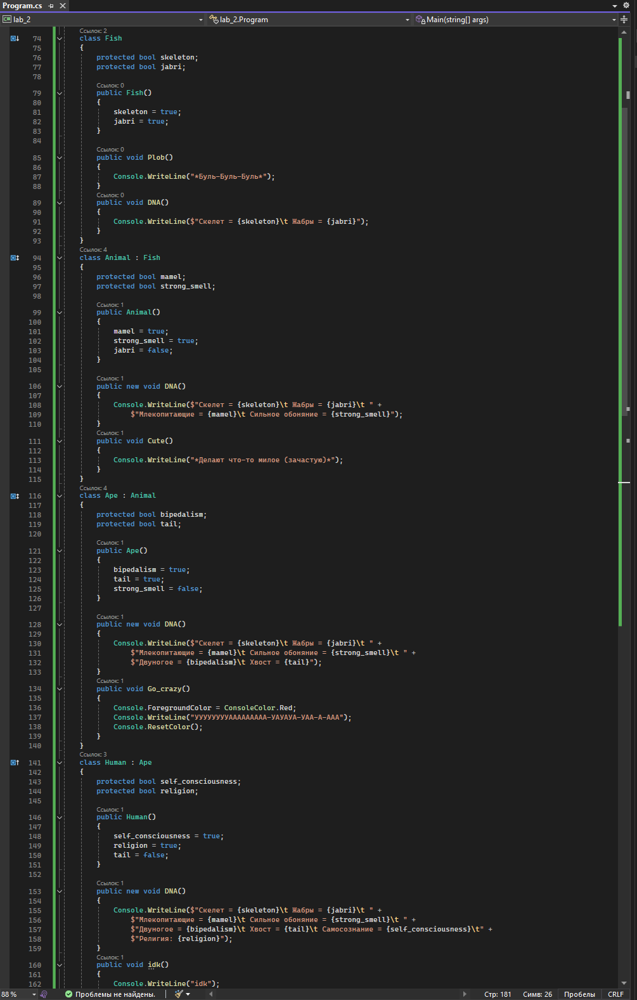 Program.cs
lab_2 lab_2.Program Main(string[] args)
Ссылок: 2
74 class Fish
75 {
76 protected bool skeleton;
77 protected bool jabri;
78
Ссылок: 0
79 public Fish()
80 {
81 skeleton = true;
82 jabri = true;
83 }
84
Ссылок: 0
85 public void Plob()
86 {
87 Console.WriteLine("*Буль-Буль-Буль*");
88 }
Ссылок: 0
89 public void DNA()
90 {
91 Console.WriteLine($"Скелет = {skeleton}\t Жабры = {jabri}");
92 }
93 }
Ссылок: 4
94 class Animal : Fish
95 {
96 protected bool mamel;
97 protected bool strong_smell;
98
Ссылок: 1
99 public Animal()
100 {
101 mamel = true;
102 strong_smell = true;
103 jabri = false;
104 }
105
Ссылок: 1
106 public new void DNA()
107 {
108 Console.WriteLine($"Скелет = {skeleton}\t Жабры = {jabri}\t " +
109 $"Млекопитающие = {mamel}\t Сильное обоняние = {strong_smell}");
110 }
Ссылок: 1
111 public void Cute()
112 {
113 Console.WriteLine("*Делают что-то милое (зачастую)*");
114 }
115 }
Ссылок: 4
116 class Ape : Animal
117 {
118 protected bool bipedalism;
119 protected bool tail;
120
Ссылок: 1
121 public Ape()
122 {
123 bipedalism = true;
124 tail = true;
125 strong_smell = false;
126 }
127
Ссылок: 1
128 public new void DNA()
129 {
130 Console.WriteLine($"Скелет = {skeleton}\t Жабры = {jabri}\t " +
131 $"Млекопитающие = {mamel}\t Сильное обоняние = {strong_smell}\t " +
132 $"Двуногое = {bipedalism}\t Хвост = {tail}");
133 }
Ссылок: 1
134 public void Go_crazy()
135 {
136 Console.ForegroundColor = ConsoleColor.Red;
137 Console.WriteLine("УУУУУУУУААААААААА-УАУАУА-УАА-А-ААА");
138 Console.ResetColor();
139 }
140 }
Ссылок: 3
141 class Human : Ape
142 {
143 protected bool self_consciousness;
144 protected bool religion;
145
Ссылок: 1
146 public Human()
147 {
148 self_consciousness = true;
149 religion = true;
150 tail = false;
151 }
152
Ссылок: 1
153 public new void DNA()
154 {
155 Console.WriteLine($"Скелет = {skeleton}\t Жабры = {jabri}\t " +
156 $"Млекопитающие = {mamel}\t Сильное обоняние = {strong_smell}\t " +
157 $"Двуногое = {bipedalism}\t Хвост = {tail}\t Самосознание = {self_consciousness}\t" +
158 $"Религия: {religion}");
159 }
Ссылок: 1
160 public void idk()
161 {
162 Console.WriteLine("idk");
88 % Проблемы не найдены. Стр: 181 Симв: 26 Пробелы CRLF